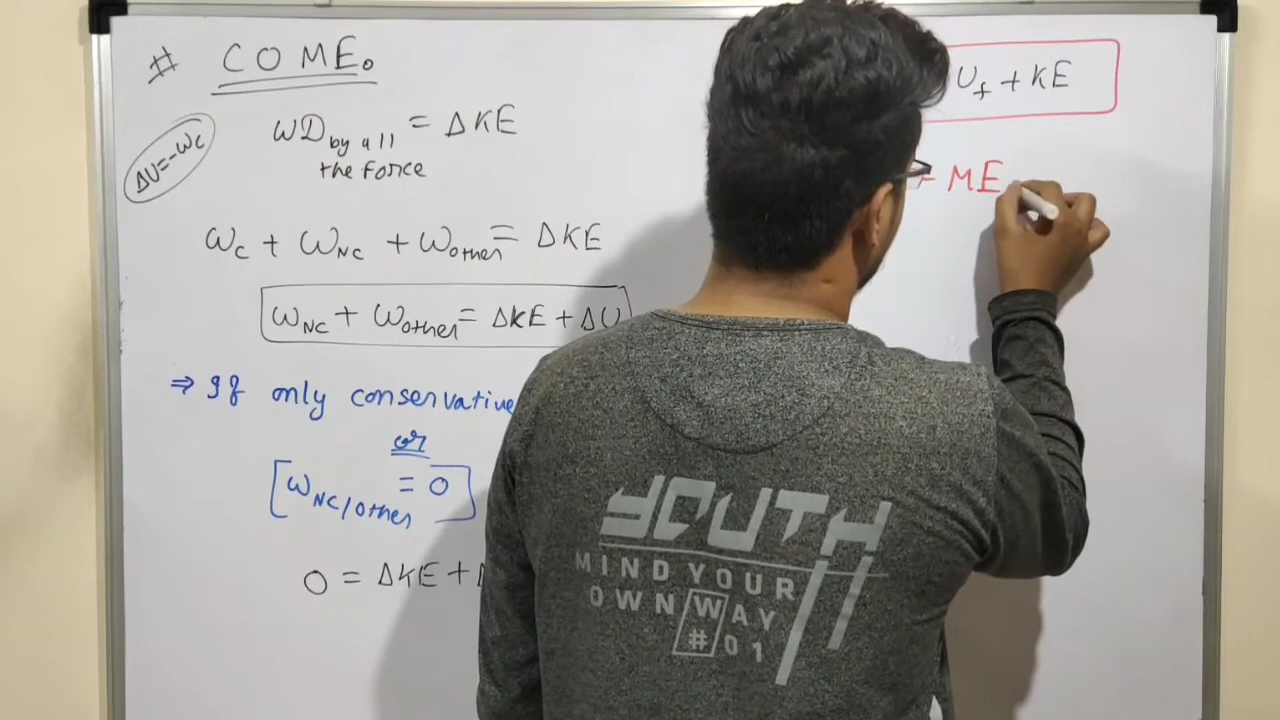 # COME.
WD by all the force = ΔKE
ΔU=-Wc
Wc + WNC + Wother = ΔKE
WNC + Wother = ΔKE + ΔU
⇒ If only conservative
or
[WNC/other = 0]
0 = ΔKE +
Uf + KE
ME
YOUTH
MIND YOUR
OWN WAY
#01